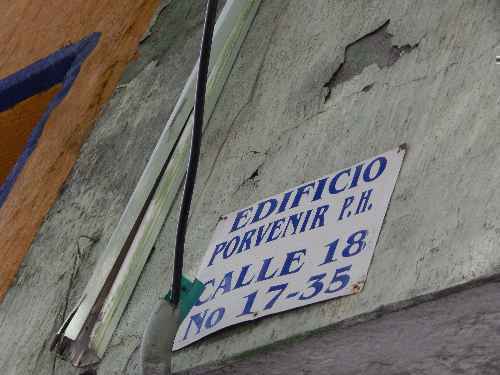 EDIFICIO
PORVENIR P.H.
CALLE 18
No 17-35